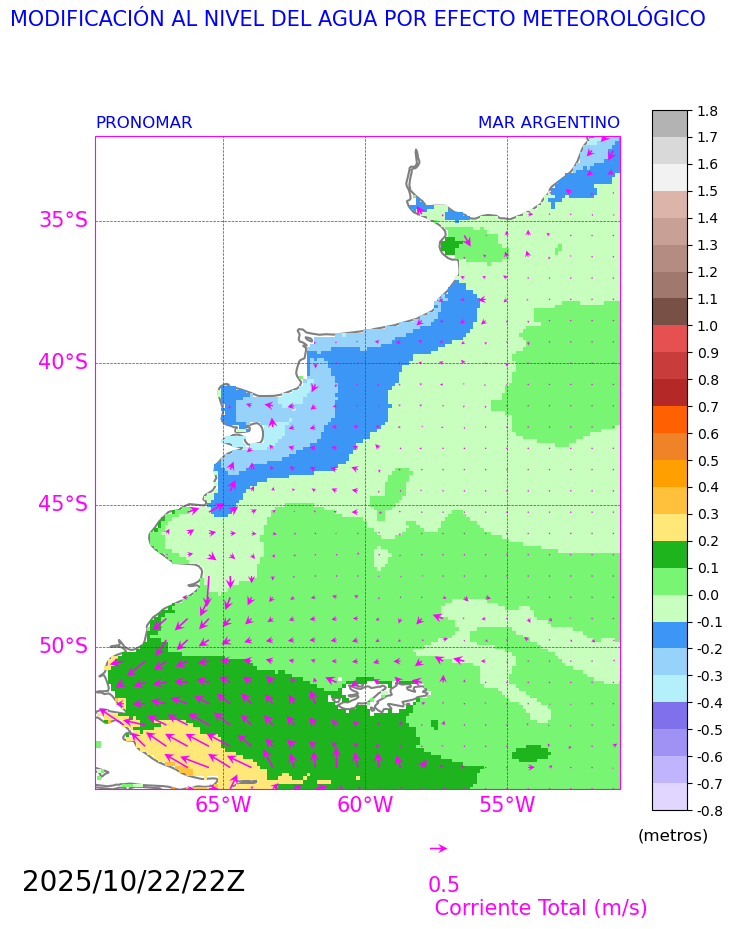 MODIFICACIÓN AL NIVEL DEL AGUA POR EFECTO METEOROLÓGICO
PRONOMAR MAR ARGENTINO
35°S
40°S
45°S
50°S
65°W 60°W 55°W
1.8
1.7
1.6
1.5
1.4
1.3
1.2
1.1
1.0
0.9
0.8
0.7
0.6
0.5
0.4
0.3
0.2
0.1
0.0
-0.1
-0.2
-0.3
-0.4
-0.5
-0.6
-0.7
-0.8
(metros)
2025/10/22/22Z
0.5
Corriente Total (m/s)